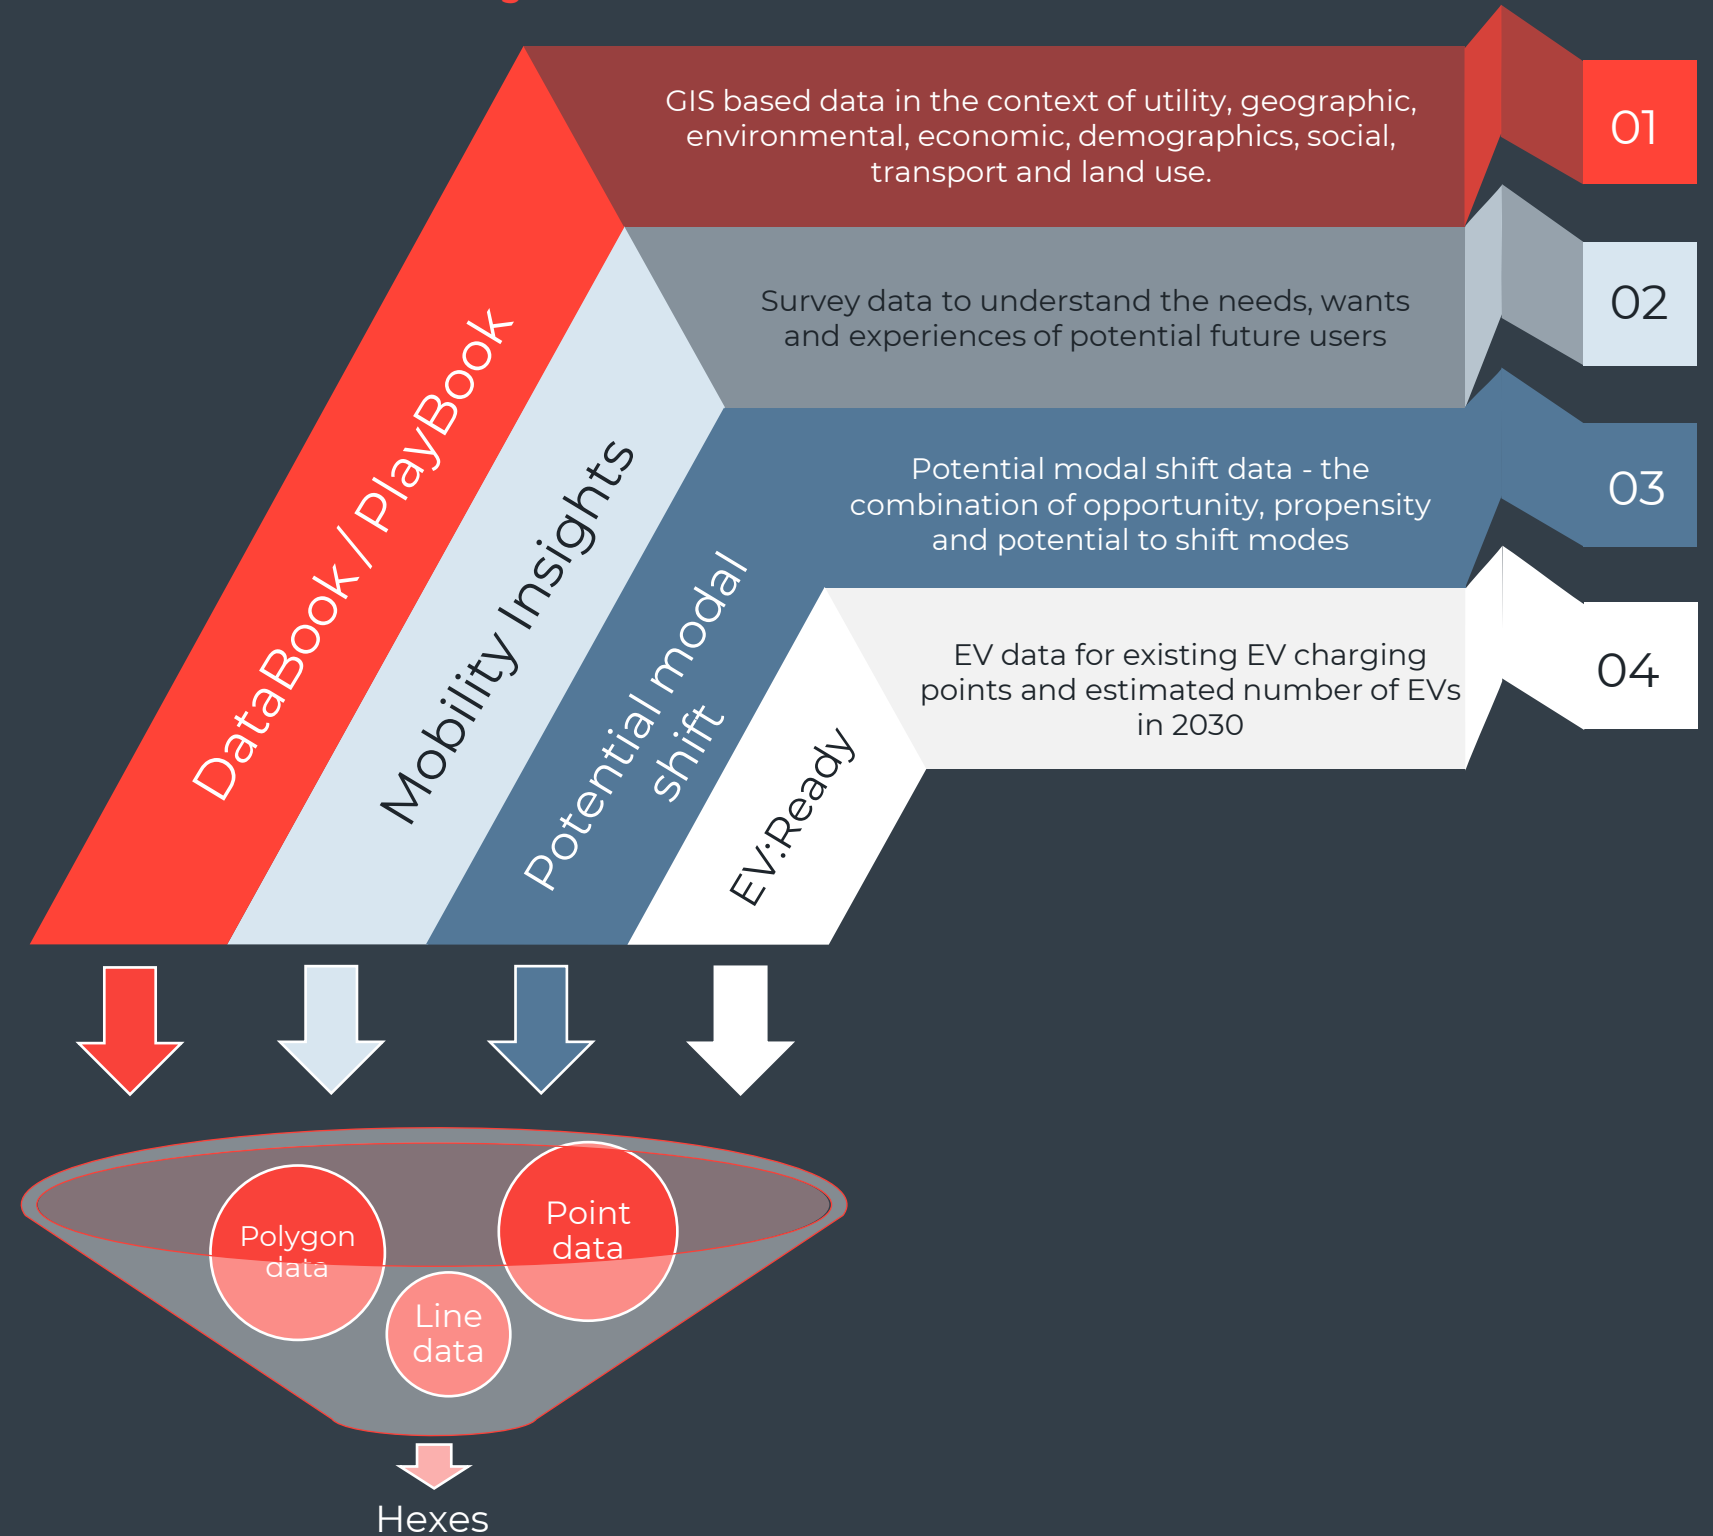 GIS based data in the context of utility, geographic,
environmental, economic, demographics, social,
transport and land use.
01
Survey data to understand the needs, wants
and experiences of potential future users
02
Potential modal shift data - the
combination of opportunity, propensity
and potential to shift modes
03
EV data for existing EV charging
points and estimated number of EVs
in 2030
04
DataBook / PlayBook
Mobility Insights
Potential modal
shift
EV:Ready
Polygon
data
Point
data
Line
data
Hexes